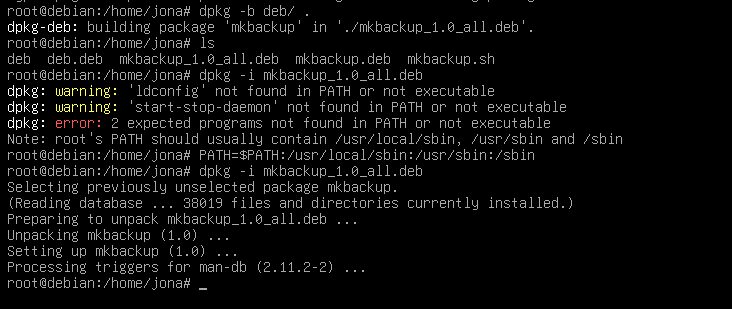 root@debian:/home/jona# dpkg -b deb/ .
dpkg-deb: building package 'mkbackup' in './mkbackup_1.0_all.deb'.
root@debian:/home/jona# ls
deb  deb.deb  mkbackup_1.0_all.deb  mkbackup.deb  mkbackup.sh
root@debian:/home/jona# dpkg -i mkbackup_1.0_all.deb
dpkg: warning: 'ldconfig' not found in PATH or not executable
dpkg: warning: 'start-stop-daemon' not found in PATH or not executable
dpkg: error: 2 expected programs not found in PATH or not executable
Note: root's PATH should usually contain /usr/local/sbin, /usr/sbin and /sbin
root@debian:/home/jona# PATH=$PATH:/usr/local/sbin:/usr/sbin:/sbin
root@debian:/home/jona# dpkg -i mkbackup_1.0_all.deb
Selecting previously unselected package mkbackup.
(Reading database ... 38019 files and directories currently installed.)
Preparing to unpack mkbackup_1.0_all.deb ...
Unpacking mkbackup (1.0) ...
Setting up mkbackup (1.0) ...
Processing triggers for man-db (2.11.2-2) ...
root@debian:/home/jona# _